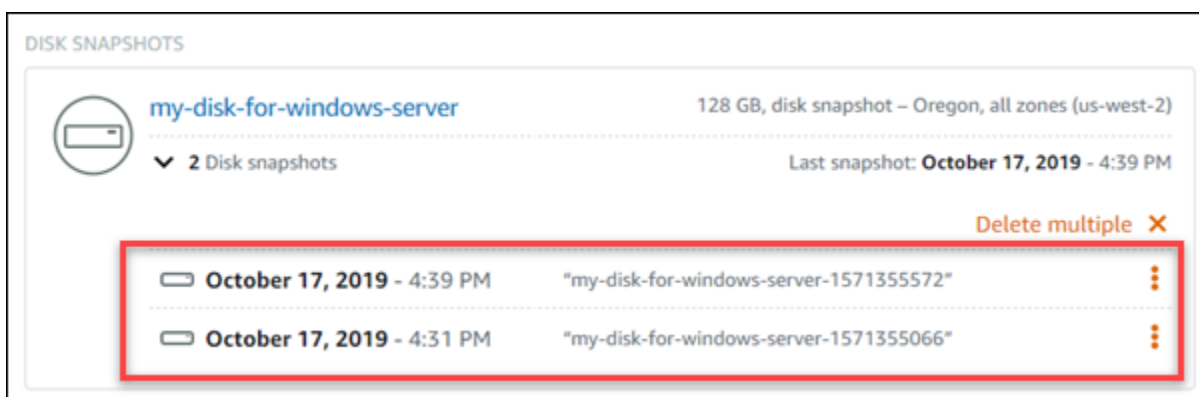 DISK SNAPSHOTS
my-disk-for-windows-server 128 GB, disk snapshot – Oregon, all zones (us-west-2)
2 Disk snapshots Last snapshot: October 17, 2019 - 4:39 PM
Delete multiple
October 17, 2019 - 4:39 PM "my-disk-for-windows-server-1571355572"
October 17, 2019 - 4:31 PM "my-disk-for-windows-server-1571355066"